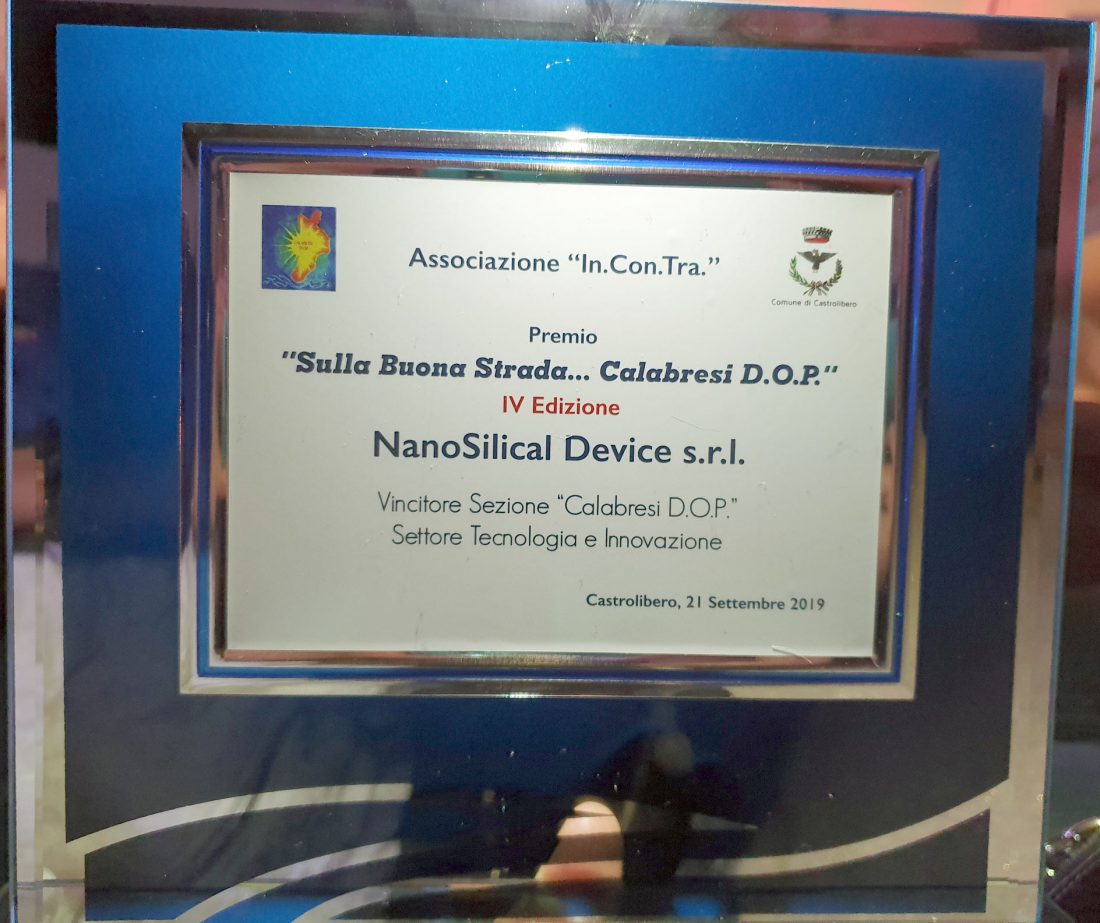 Associazione “In.Con.Tra.”
Comune di Castrolibero
Premio
"Sulla Buona Strada... Calabresi D.O.P."
IV Edizione
NanoSilical Device s.r.l.
Vincitore Sezione “Calabresi D.O.P.”
Settore Tecnologia e Innovazione
Castrolibero, 21 Settembre 2019